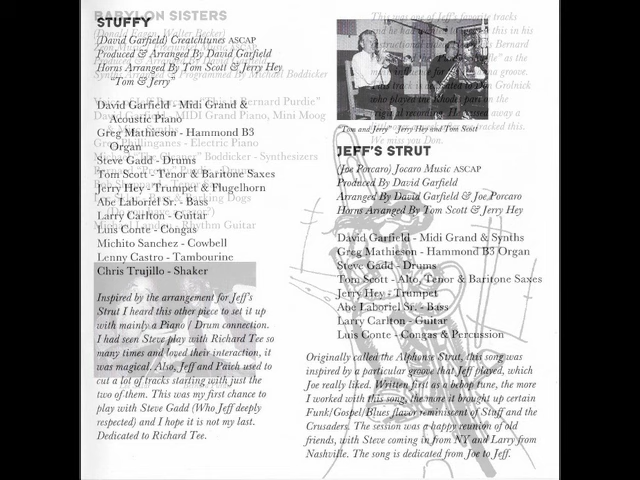 BABYLON SISTERS
STUFFY
(David Garfield) Creatchtunes ASCAP
Produced & Arranged By David Garfield
Horns Arranged By Tom Scott & Jerry Hey
"Tom & Jerry"
David Garfield - Midi Grand &
Acoustic Piano
Greg Mathieson - Hammond B3
Organ
Steve Gadd - Drums
Tom Scott - Tenor & Baritone Saxes
Jerry Hey - Trumpet & Flugelhorn
Abe Laboriel Sr. - Bass
Larry Carlton - Guitar
Luis Conte - Congas
Michito Sanchez - Cowbell
Lenny Castro - Tambourine
Chris Trujillo - Shaker
Inspired by the arrangement for Jeff's
Strut I heard this other piece to set it up
with mainly a Piano / Drum connection.
I had seen Steve play with Richard Tee so
many times and loved their interaction, it
was magical. Also, Jeff and Paich used to
cut a lot of tracks starting with just the
two of them. This was my first chance to
play with Steve Gadd (Who Jeff deeply
respected) and I hope it is not my last.
Dedicated to Richard Tee.
"Tom and Jerry" Jerry Hey and Tom Scott
JEFF'S STRUT
(Joe Porcaro) Jocaro Music ASCAP
Produced By David Garfield
Arranged By David Garfield & Joe Porcaro
Horns Arranged By Tom Scott & Jerry Hey
David Garfield - Midi Grand & Synths
Greg Mathieson - Hammond B3 Organ
Steve Gadd - Drums
Tom Scott - Alto, Tenor & Baritone Saxes
Jerry Hey - Trumpet
Abe Laboriel Sr. - Bass
Larry Carlton - Guitar
Luis Conte - Congas & Percussion
Originally called the Alphonse Strut, this song was
inspired by a particular groove that Jeff played, which
Joe really liked. Written first as a bebop tune, the more
I worked with this song, the more it brought up certain
Funk/Gospel/Blues flavor reminiscent of Stuff and the
Crusaders. The session was a happy reunion of old
friends, with Steve coming in from NY and Larry from
Nashville. The song is dedicated from Joe to Jeff.